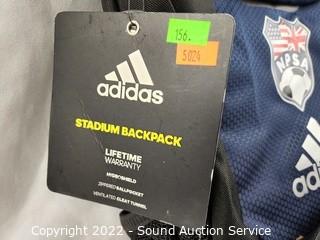 156.
5024
adidas
STADIUM BACKPACK
LIFETIME
WARRANTY
HYDROSHIELD
ZIPPERED BALL POCKET
VENTILATED CLEAT TUNNEL
NPSA
adidas
Copyright © 2022 - Sound Auction Service